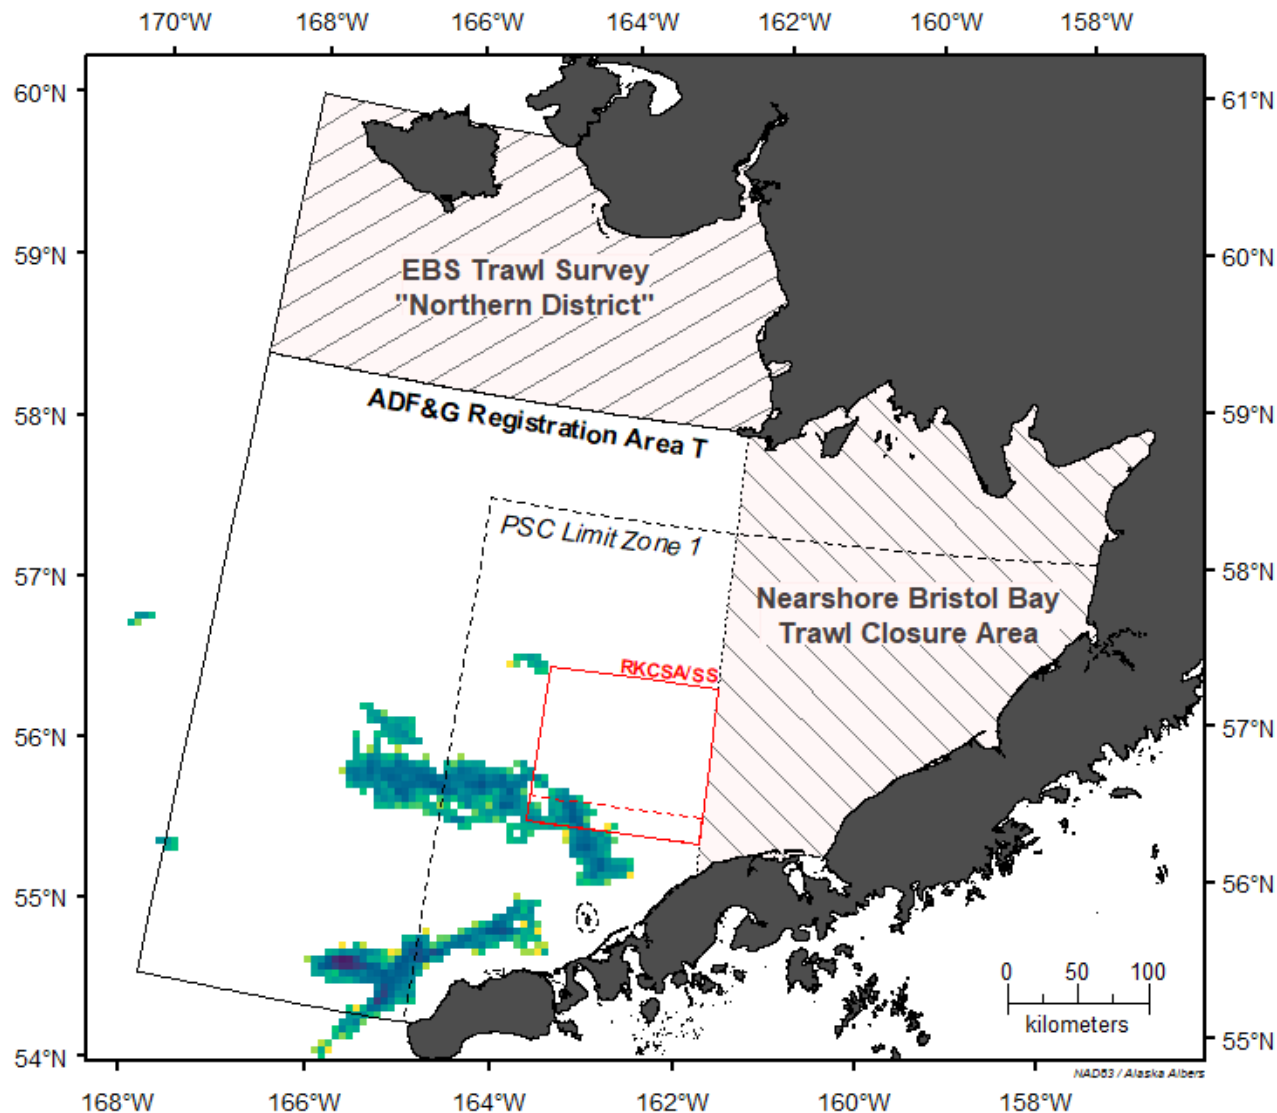 170°W 168°W 166°W 164°W 162°W 160°W 158°W
60°N
61°N
EBS Trawl Survey
"Northern District"
59°N
60°N
ADF&G Registration Area T
58°N
59°N
PSC Limit Zone 1
57°N
58°N
Nearshore Bristol Bay
Trawl Closure Area
RKCSA/SS
56°N
57°N
55°N
56°N
0 50 100
kilometers
54°N
55°N
NAD83 / Alaska Albers
168°W 166°W 164°W 162°W 160°W 158°W